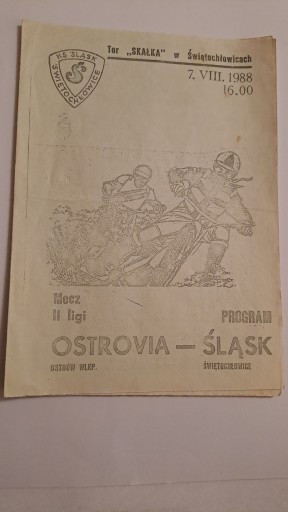 Tor „SKAŁKA" w Świętochłowicach
KS ŚLĄSK
ŚWIĘTOCHŁOWICE
7. VIII. 1988
16.00
Mecz
II ligi
PROGRAM
OSTROVIA — ŚLĄSK
OSTRÓW WLKP.
ŚWIĘTOCHŁOWICE